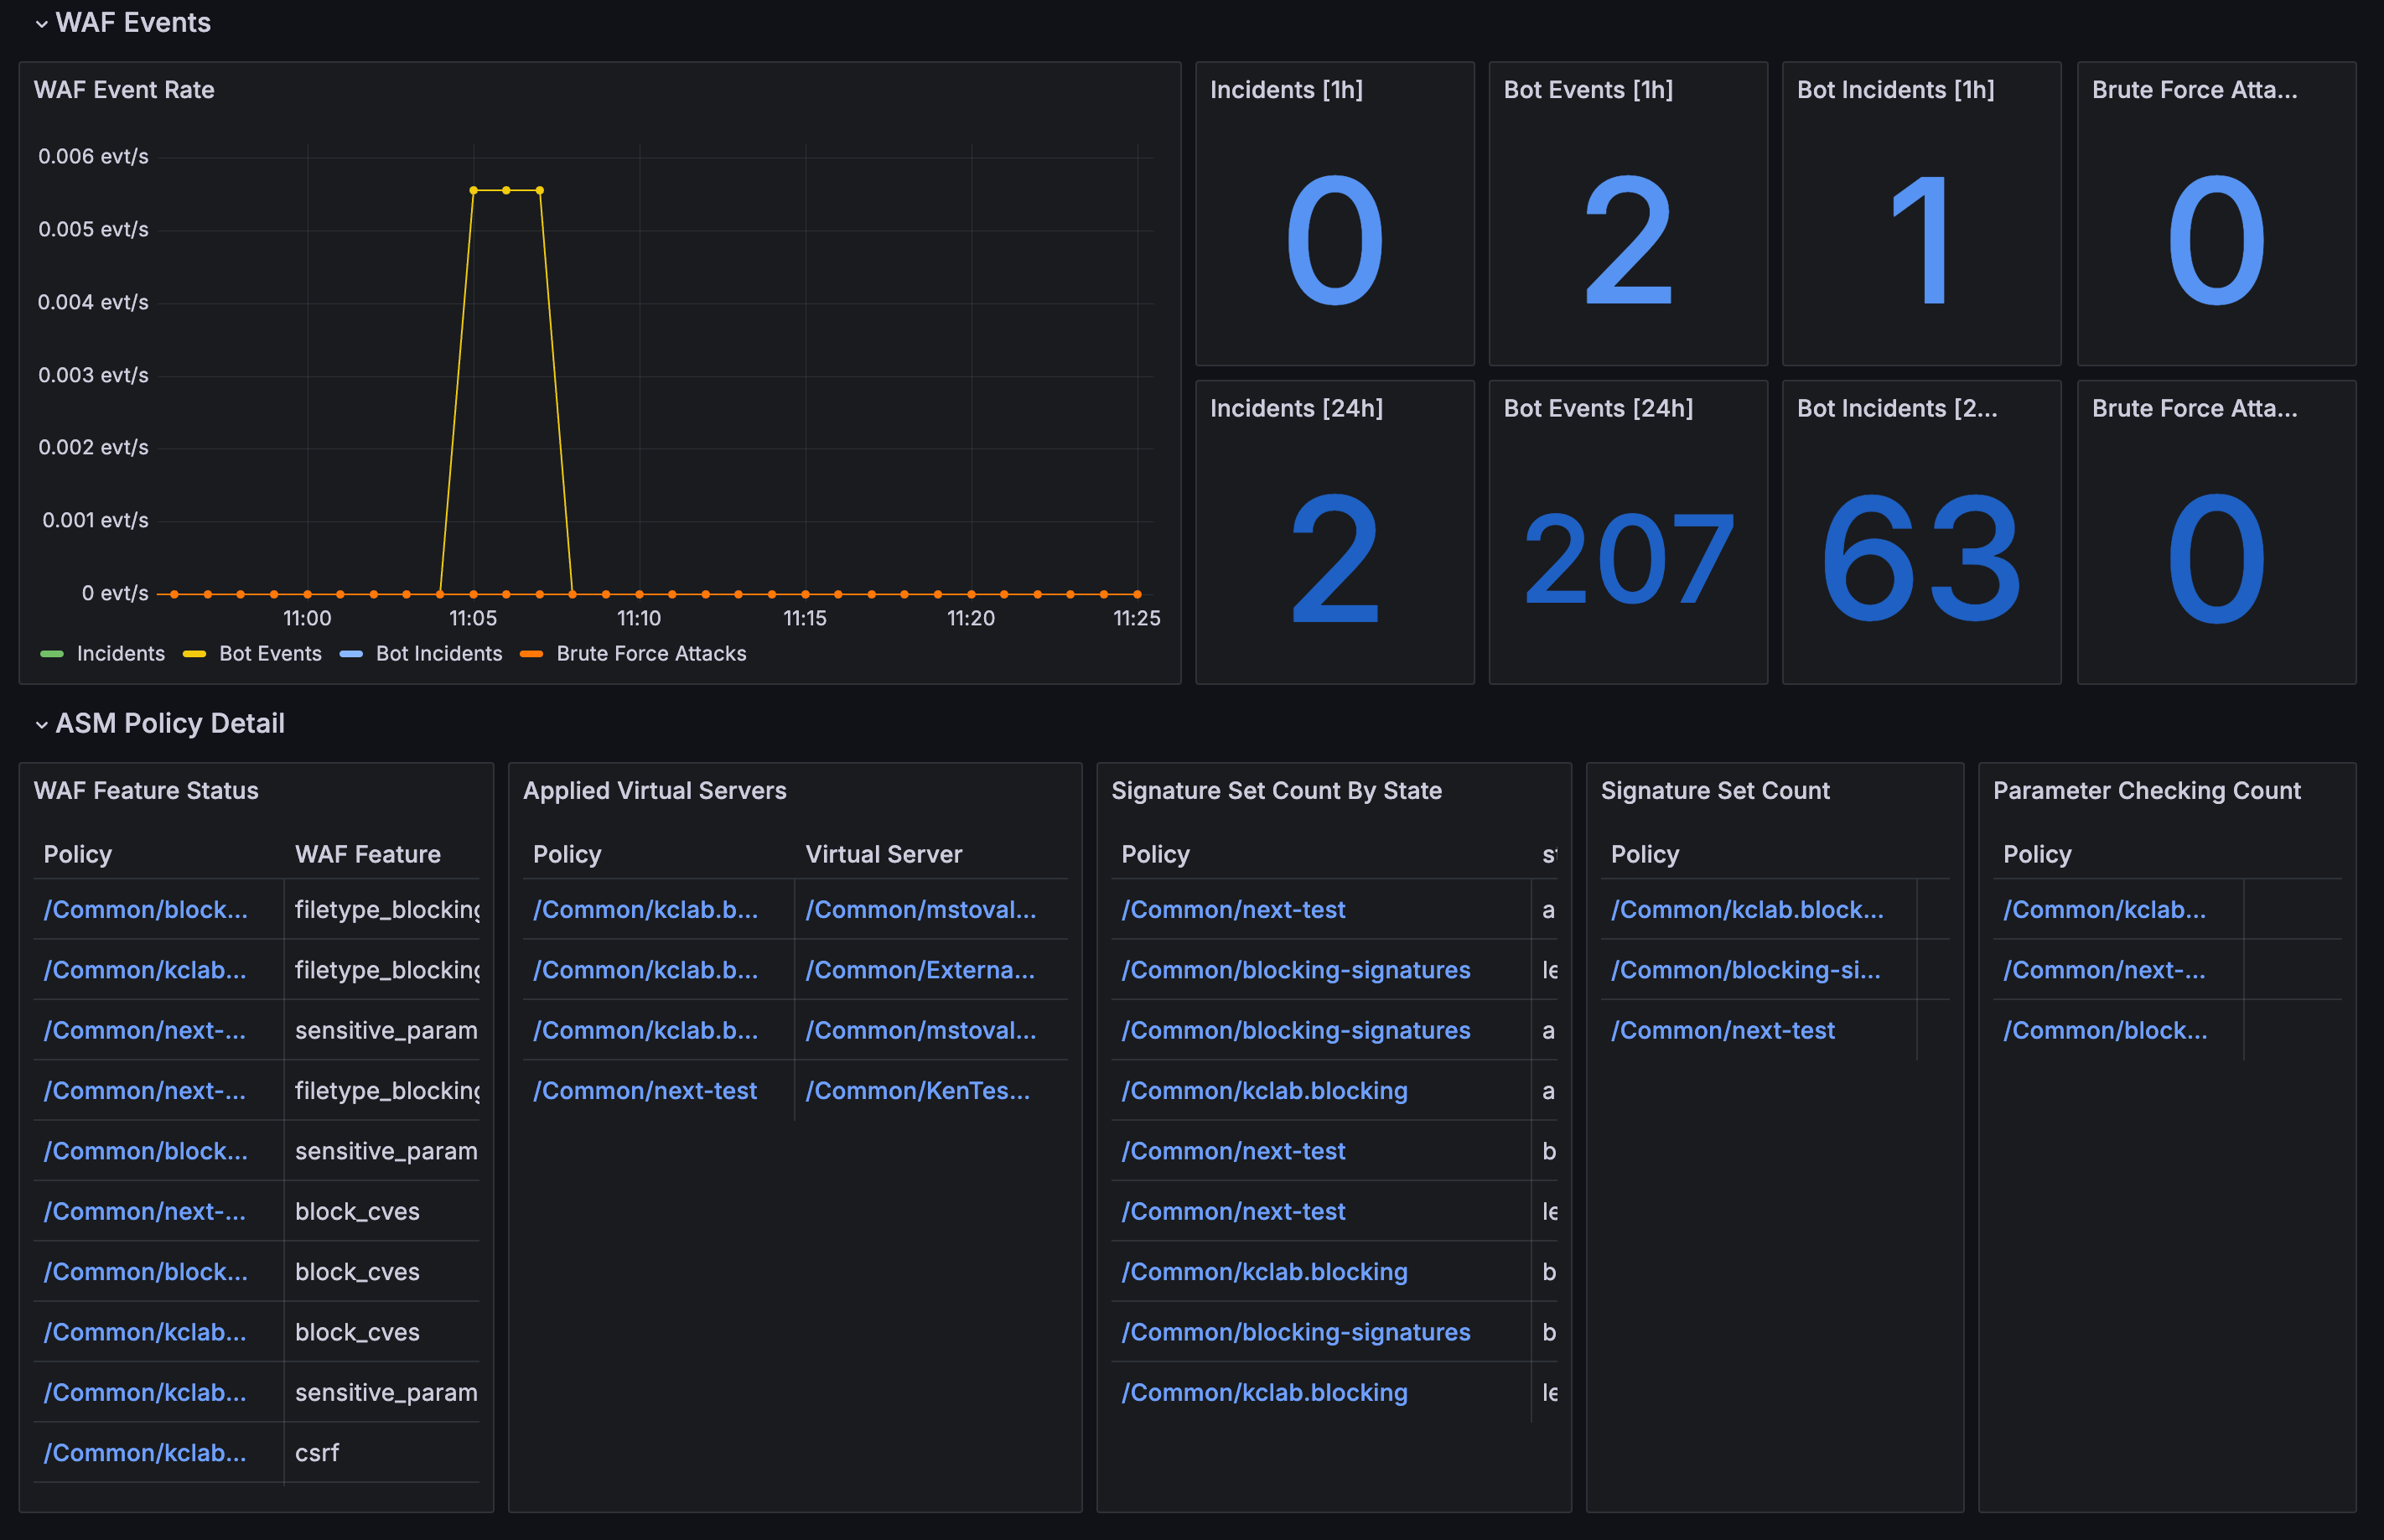 WAF Events
WAF Event Rate
0.006 evt/s
0.005 evt/s
0.004 evt/s
0.003 evt/s
0.002 evt/s
0.001 evt/s
0 evt/s
11:00 11:05 11:10 11:15 11:20 11:25
Incidents Bot Events Bot Incidents Brute Force Attacks
Incidents [1h]
0
Bot Events [1h]
2
Bot Incidents [1h]
1
Brute Force Atta...
0
Incidents [24h]
2
Bot Events [24h]
207
Bot Incidents [2...
63
Brute Force Atta...
0
ASM Policy Detail
WAF Feature Status
Policy WAF Feature
/Common/block... filetype_blocking
/Common/kclab... filetype_blocking
/Common/next-... sensitive_param
/Common/next-... filetype_blocking
/Common/block... sensitive_param
/Common/next-... block_cves
/Common/block... block_cves
/Common/kclab... block_cves
/Common/kclab... sensitive_param
/Common/kclab... csrf
Applied Virtual Servers
Policy Virtual Server
/Common/kclab.b... /Common/mstoval...
/Common/kclab.b... /Common/Externa...
/Common/kclab.b... /Common/mstoval...
/Common/next-test /Common/KenTes...
Signature Set Count By State
Policy st
/Common/next-test a
/Common/blocking-signatures le
/Common/blocking-signatures a
/Common/kclab.blocking a
/Common/next-test b
/Common/next-test le
/Common/kclab.blocking b
/Common/blocking-signatures b
/Common/kclab.blocking le
Signature Set Count
Policy
/Common/kclab.block...
/Common/blocking-si...
/Common/next-test
Parameter Checking Count
Policy
/Common/kclab...
/Common/next-...
/Common/block...